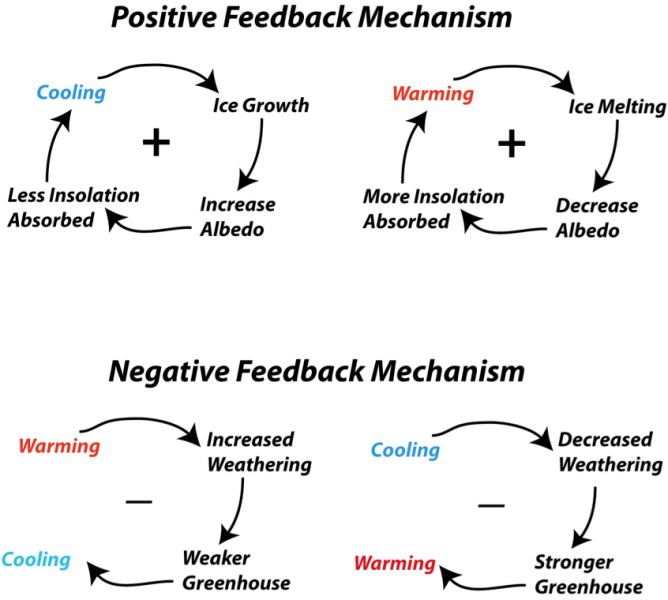 Positive Feedback Mechanism
Cooling
Ice Growth
+
Less Insolation
Absorbed
Increase
Albedo
Warming
Ice Melting
+
More Insolation
Absorbed
Decrease
Albedo
Negative Feedback Mechanism
Warming
Increased
Weathering
–
Cooling
Weaker
Greenhouse
Cooling
Decreased
Weathering
–
Warming
Stronger
Greenhouse